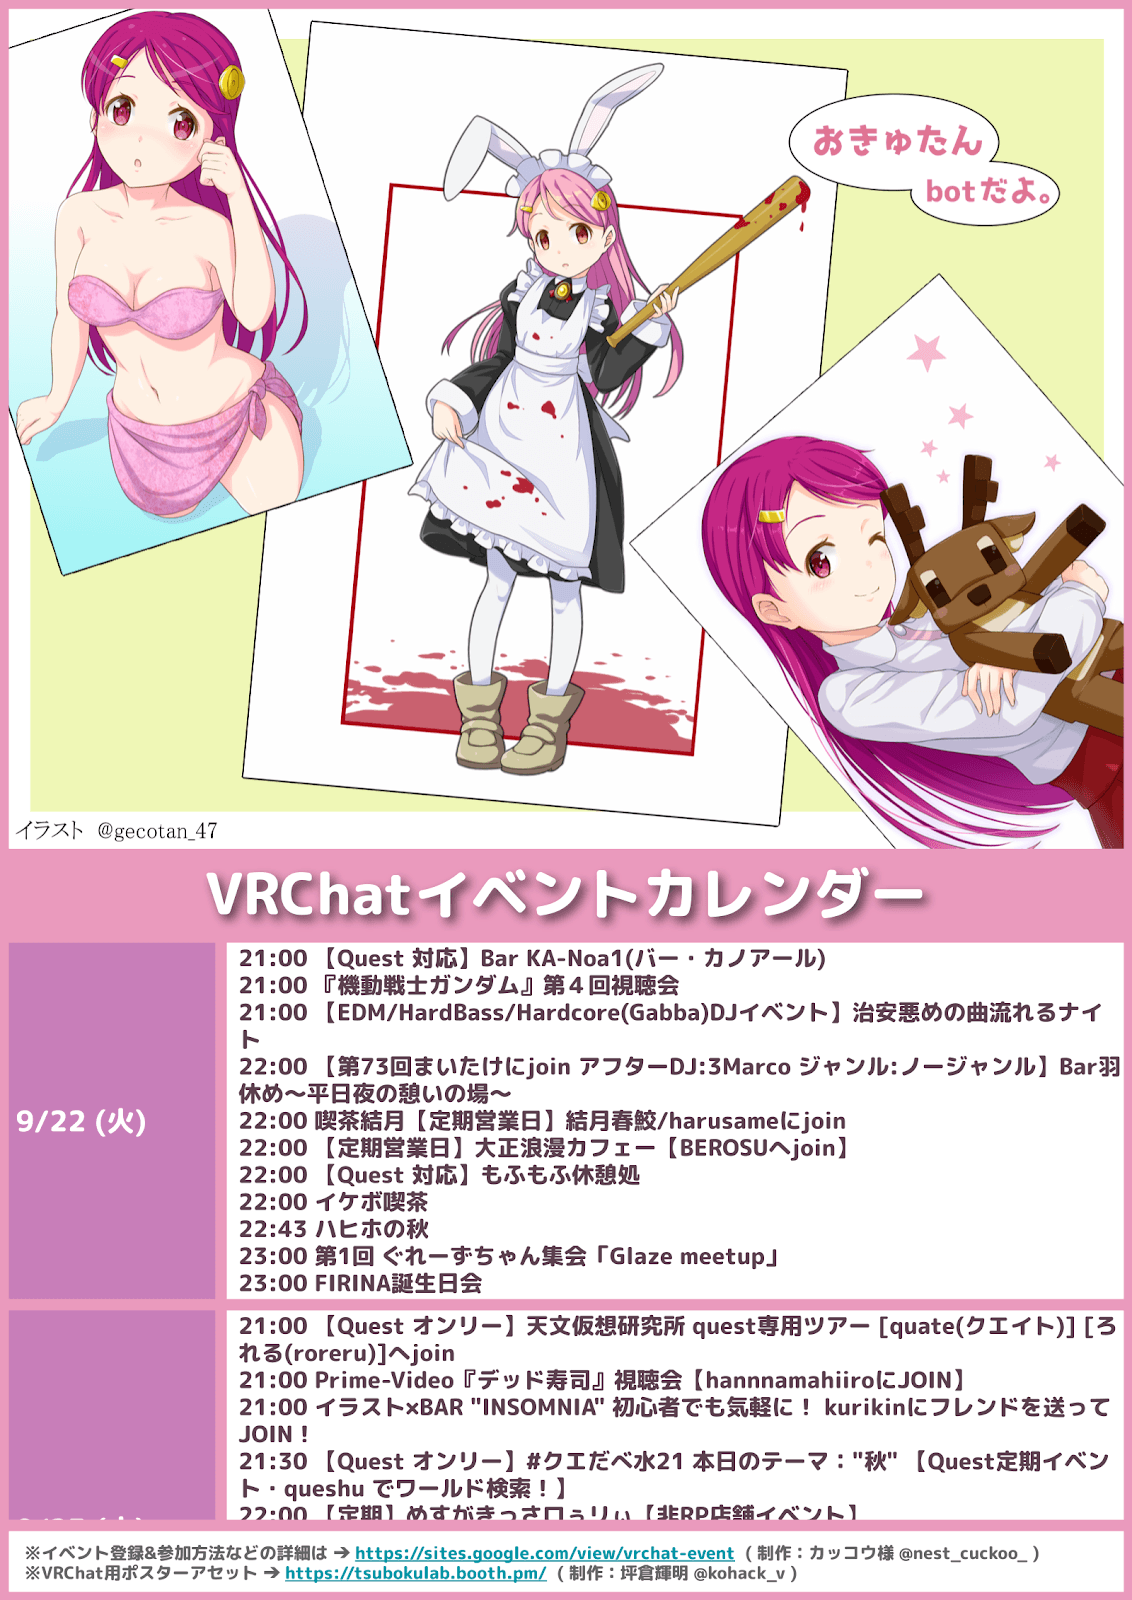 おきゅたん
botだよ。
イラスト @gecotan_47
VRChatイベントカレンダー
9/22 (火)
21:00 【Quest 対応】Bar KA-Noa1(バー・カノアール)
21:00 『機動戦士ガンダム』第４回視聴会
21:00 【EDM/HardBass/Hardcore(Gabba)DJイベント】治安悪めの曲流れるナイ
ト
22:00 【第73回まいたけにjoin アフターDJ:3Marco ジャンル:ノージャンル】Bar羽
休め〜平日夜の憩いの場〜
22:00 喫茶結月【定期営業日】結月春鮫/harusameにjoin
22:00 【定期営業日】大正浪漫カフェー【BEROSUへjoin】
22:00 【Quest 対応】もふもふ休憩処
22:00 イケボ喫茶
22:43 ハヒホの秋
23:00 第1回 ぐれーずちゃん集会「Glaze meetup」
23:00 FIRINA誕生日会
21:00 【Quest オンリー】天文仮想研究所 quest専用ツアー [quate(クエイト)] [ろ
れる(roreru)]へjoin
21:00 Prime-Video『デッド寿司』視聴会【hannnamahiiroにJOIN】
21:00 イラスト×BAR "INSOMNIA" 初心者でも気軽に！ kurikinにフレンドを送って
JOIN！
21:30 【Quest オンリー】#クエだべ水21 本日のテーマ："秋" 【Quest定期イベン
ト・queshu でワールド検索！】
22:00 【定期】めすがきっさロぅリぃ【非RP店舗イベント】
※イベント登録&参加方法などの詳細は ➔ https://sites.google.com/view/vrchat-event ( 制作：カッコウ様 @nest_cuckoo_ )
※VRChat用ポスターアセット ➔ https://tsubokulab.booth.pm/ ( 制作：坪倉輝明 @kohack_v )